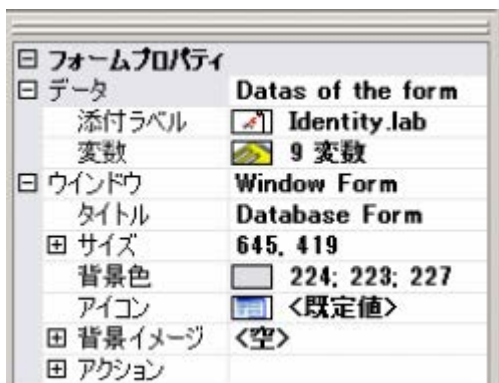 フォームプロパティ
データ Datas of the form
添付ラベル Identity.lab
変数 9 変数
ウインドウ Window Form
タイトル Database Form
サイズ 645, 419
背景色 224; 223; 227
アイコン <既定値>
背景イメージ <空>
アクション